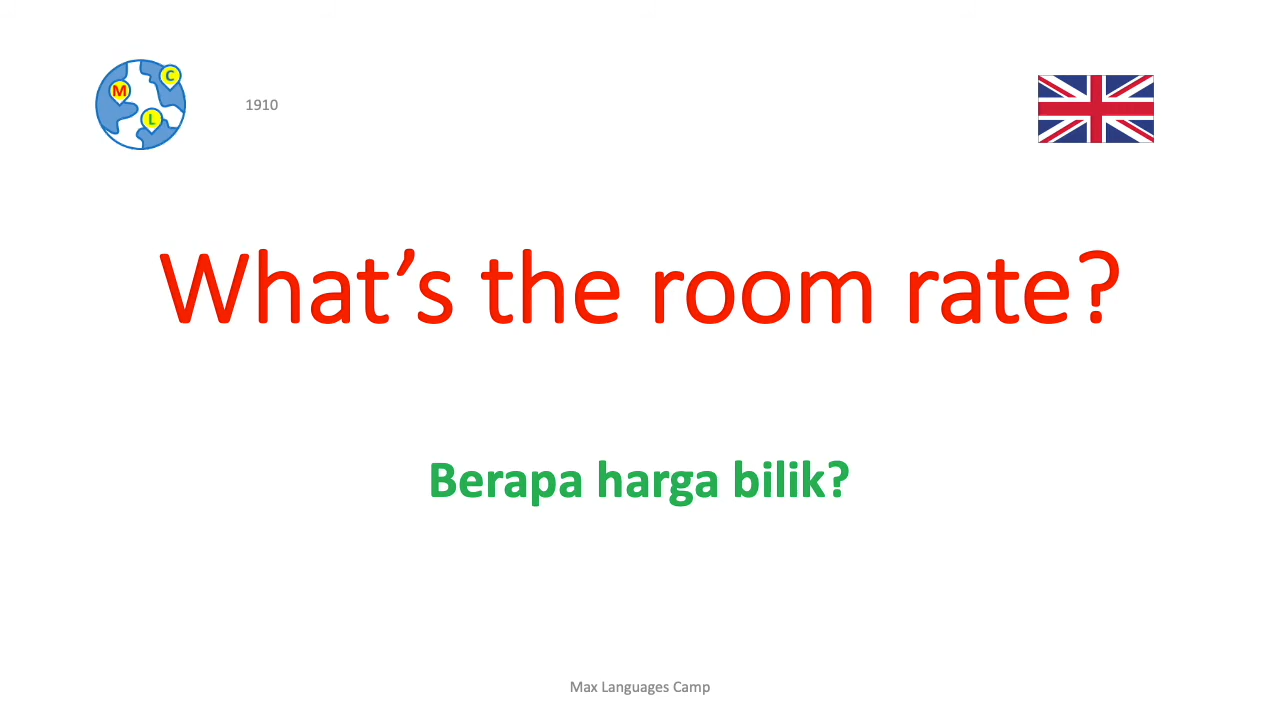 C
M
L
1910
What’s the room rate?
Berapa harga bilik?
Max Languages Camp